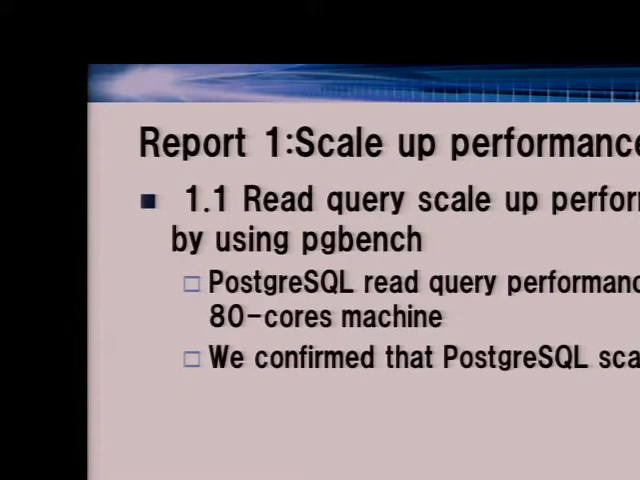 Report 1:Scale up performance
1.1 Read query scale up perfor
by using pgbench
PostgreSQL read query performanc
80-cores machine
We confirmed that PostgreSQL sca